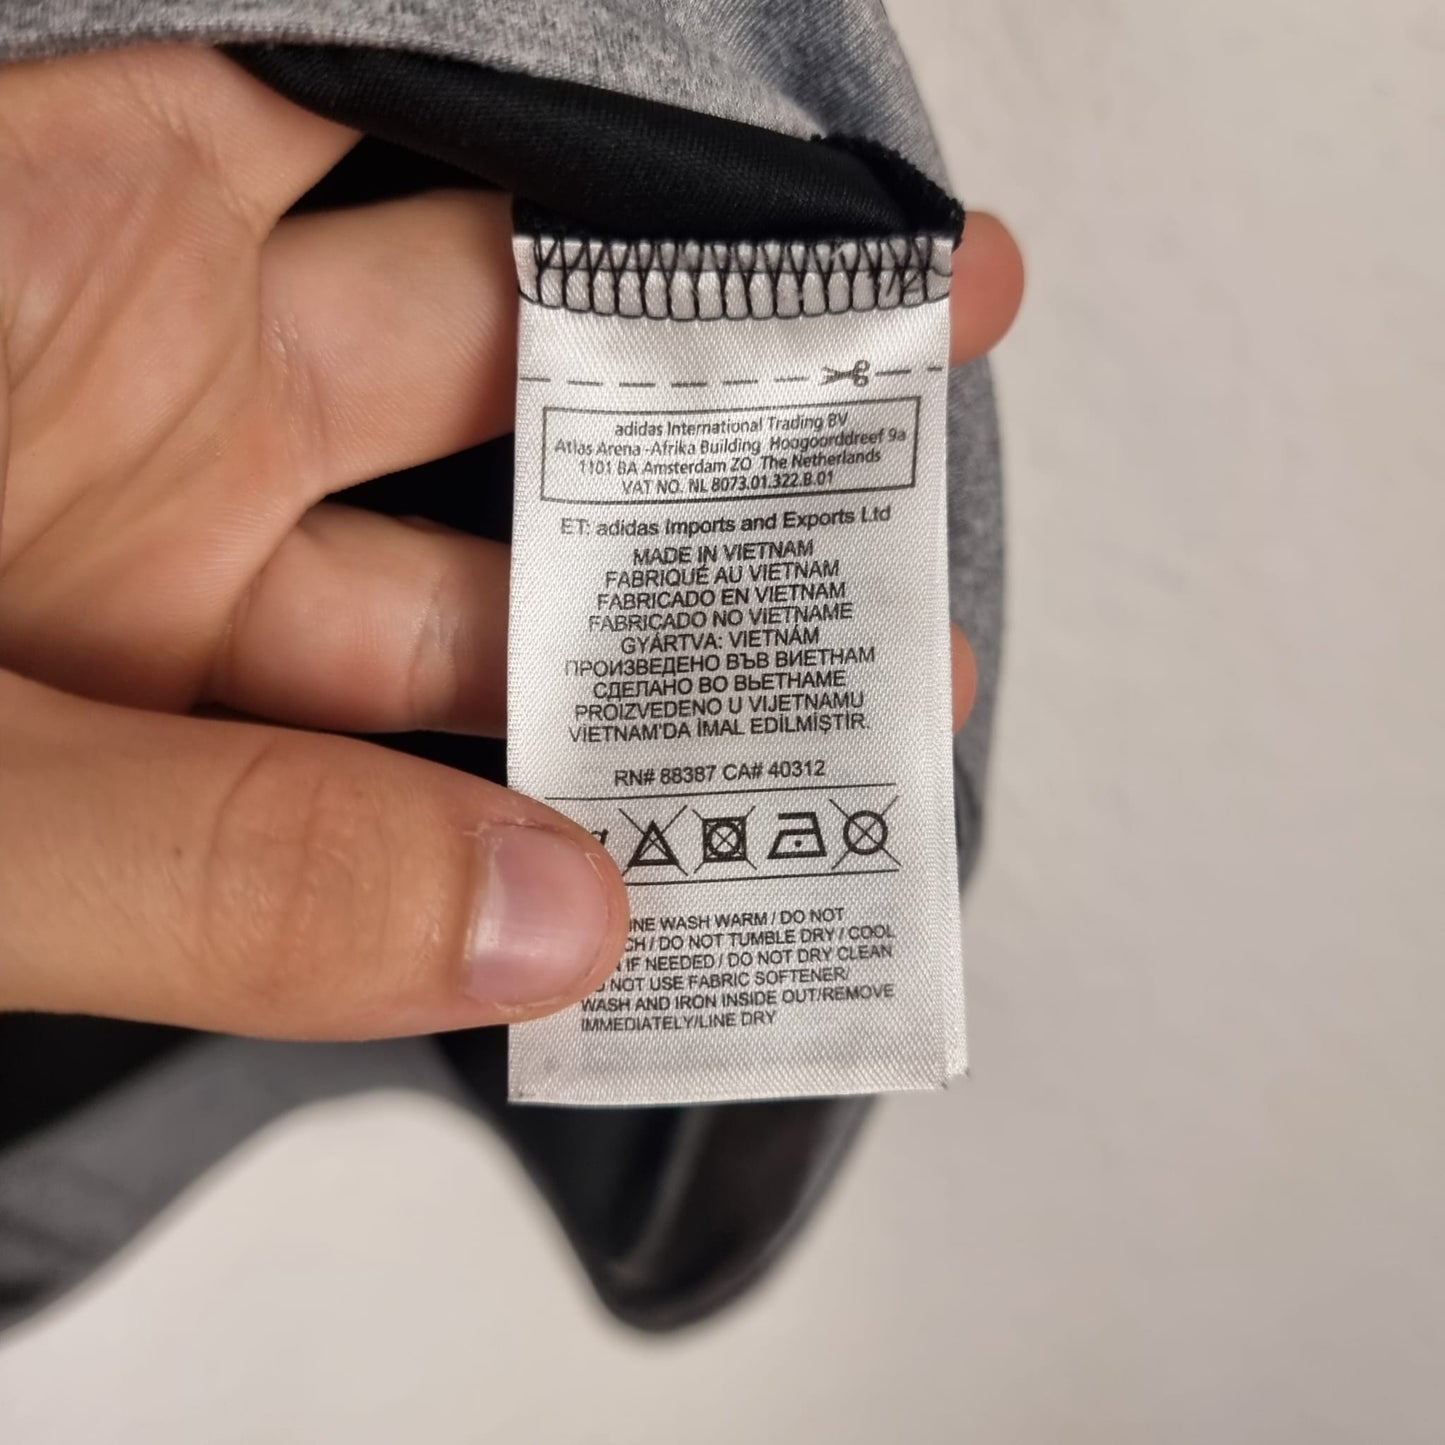 adidas International Trading BV
Atlas Arena -Afrika Building Hoogoorddreef 9a
1101 BA Amsterdam ZO The Netherlands
VAT NO. NL 8073.01.322.B.01
ET: adidas Imports and Exports Ltd
MADE IN VIETNAM
FABRIQUÉ AU VIETNAM
FABRICADO EN VIETNAM
FABRICADO NO VIETNAME
GYÁRTVA: VIETNÁM
ПРОИЗВЕДЕНО ВЪВ ВИЕТНАМ
СДЕЛАНО ВО ВЬЕТНАМЕ
PROIZVEDENO U VIJETNAMU
VIETNAM'DA İMAL EDİLMİŞTİR.
RN# 88387 CA# 40312
WASH WARM / DO NOT
/ DO NOT TUMBLE DRY / COOL
IF NEEDED / DO NOT DRY CLEAN
NOT USE FABRIC SOFTENER/
WASH AND IRON INSIDE OUT/REMOVE
IMMEDIATELY/LINE DRY